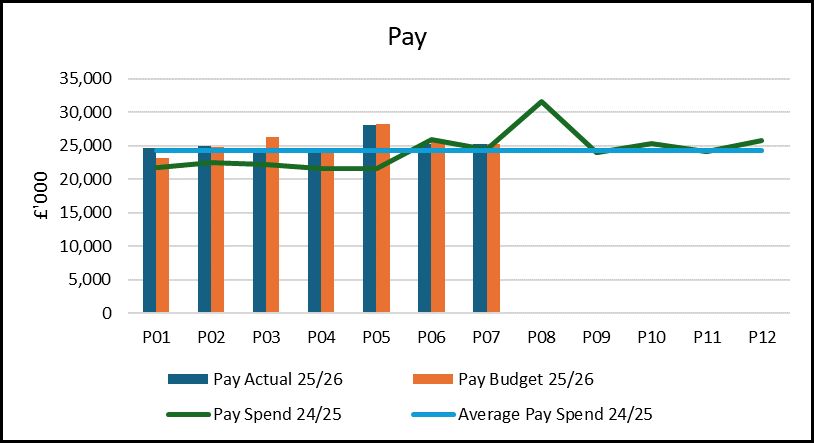 Pay
35,000
30,000
25,000
20,000
15,000
10,000
5,000
0
£'000
P01 P02 P03 P04 P05 P06 P07 P08 P09 P10 P11 P12
Pay Actual 25/26 Pay Budget 25/26
Pay Spend 24/25 Average Pay Spend 24/25